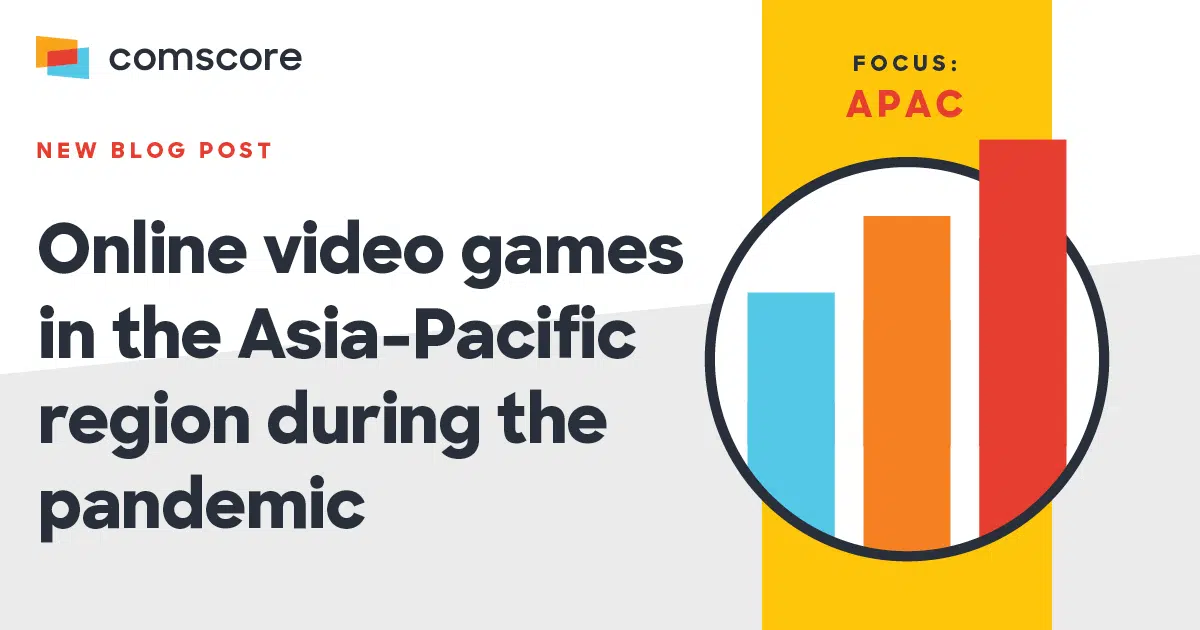 comscore
NEW BLOG POST
Online video games
in the Asia-Pacific
region during the
pandemic
FOCUS:
APAC